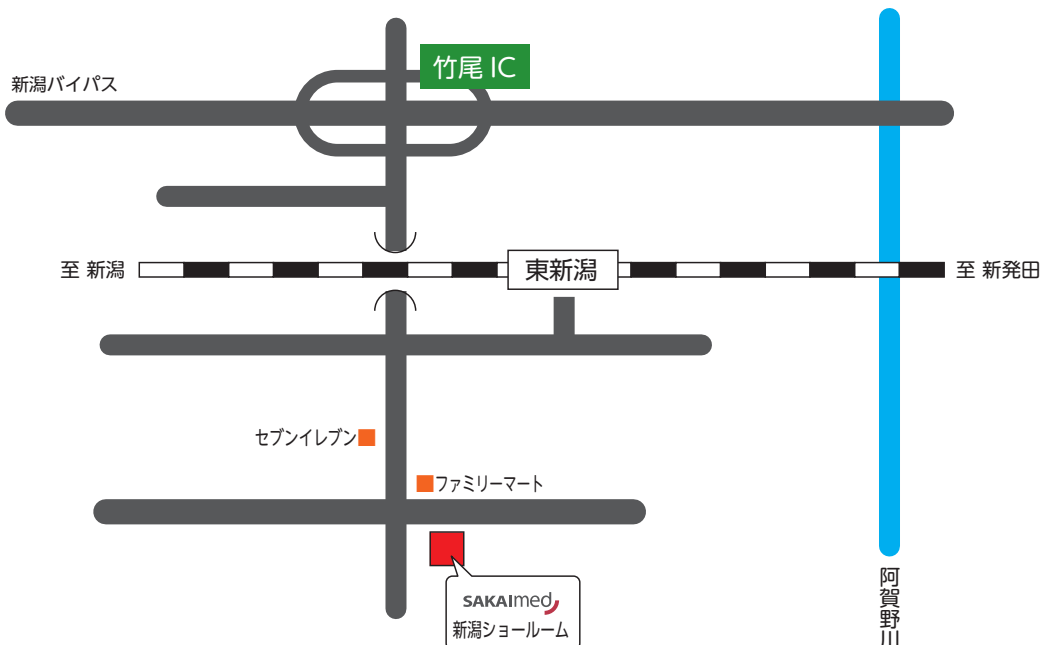 竹尾 IC
新潟バイパス
至 新潟
東新潟
至 新発田
セブンイレブン
ファミリーマート
SAKAImed
新潟ショールーム
阿賀野川